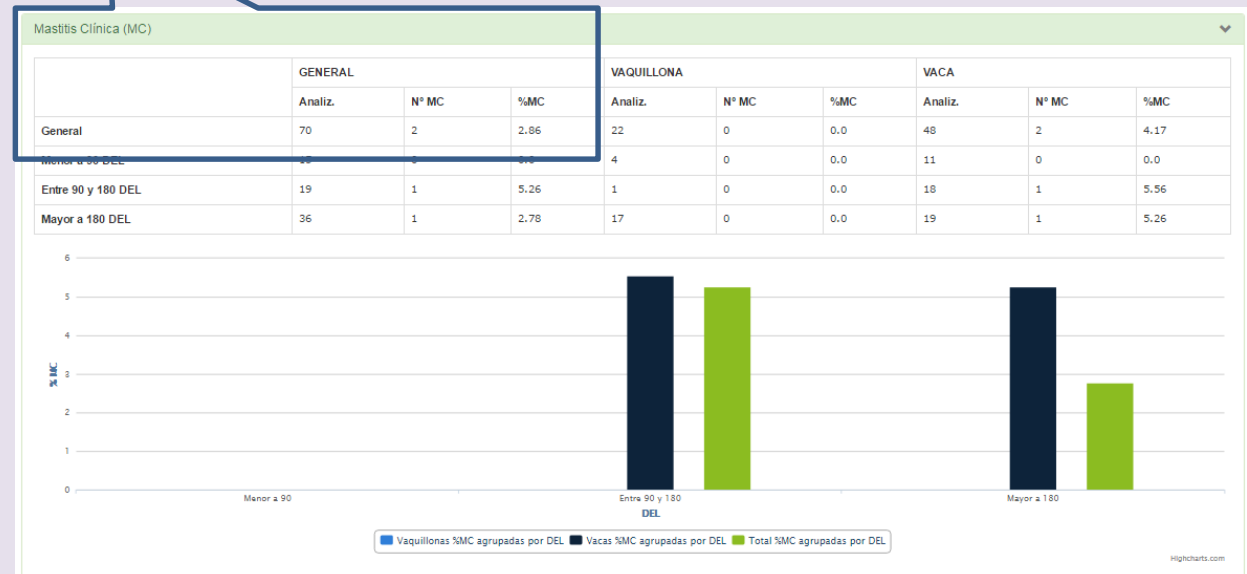 Mastitis Clínica (MC)
GENERAL VAQUILLONA VACA
Analiz. Nº MC %MC Analiz. Nº MC %MC Analiz. Nº MC %MC
General 70 2 2.86 22 0 0.0 48 2 4.17
Menor a 90 DEL 4 0 0.0 11 0 0.0
Entre 90 y 180 DEL 19 1 5.26 1 0 0.0 18 1 5.56
Mayor a 180 DEL 36 1 2.78 17 0 0.0 19 1 5.26
6
5
4
3
2
1
0
% MC
Menor a 90 Entre 90 y 180 Mayor a 180
DEL
Vaquillonas %MC agrupadas por DEL Vacas %MC agrupadas por DEL Total %MC agrupadas por DEL
Highcharts.com